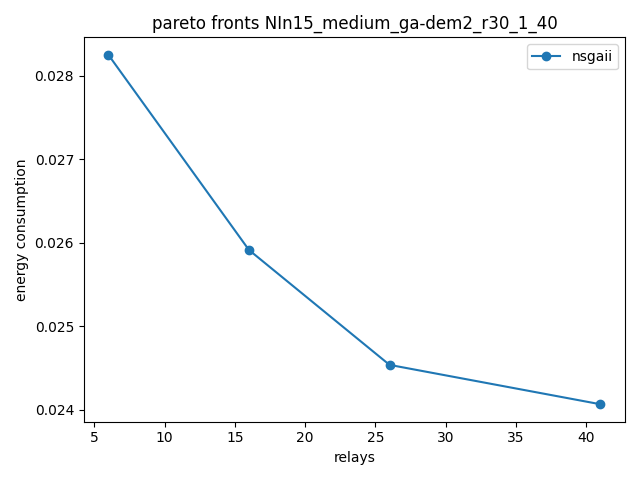 pareto fronts NIn15_medium_ga-dem2_r30_1_40
nsgaii
0.028
0.027
0.026
0.025
0.024
energy consumption
5 10 15 20 25 30 35 40
relays